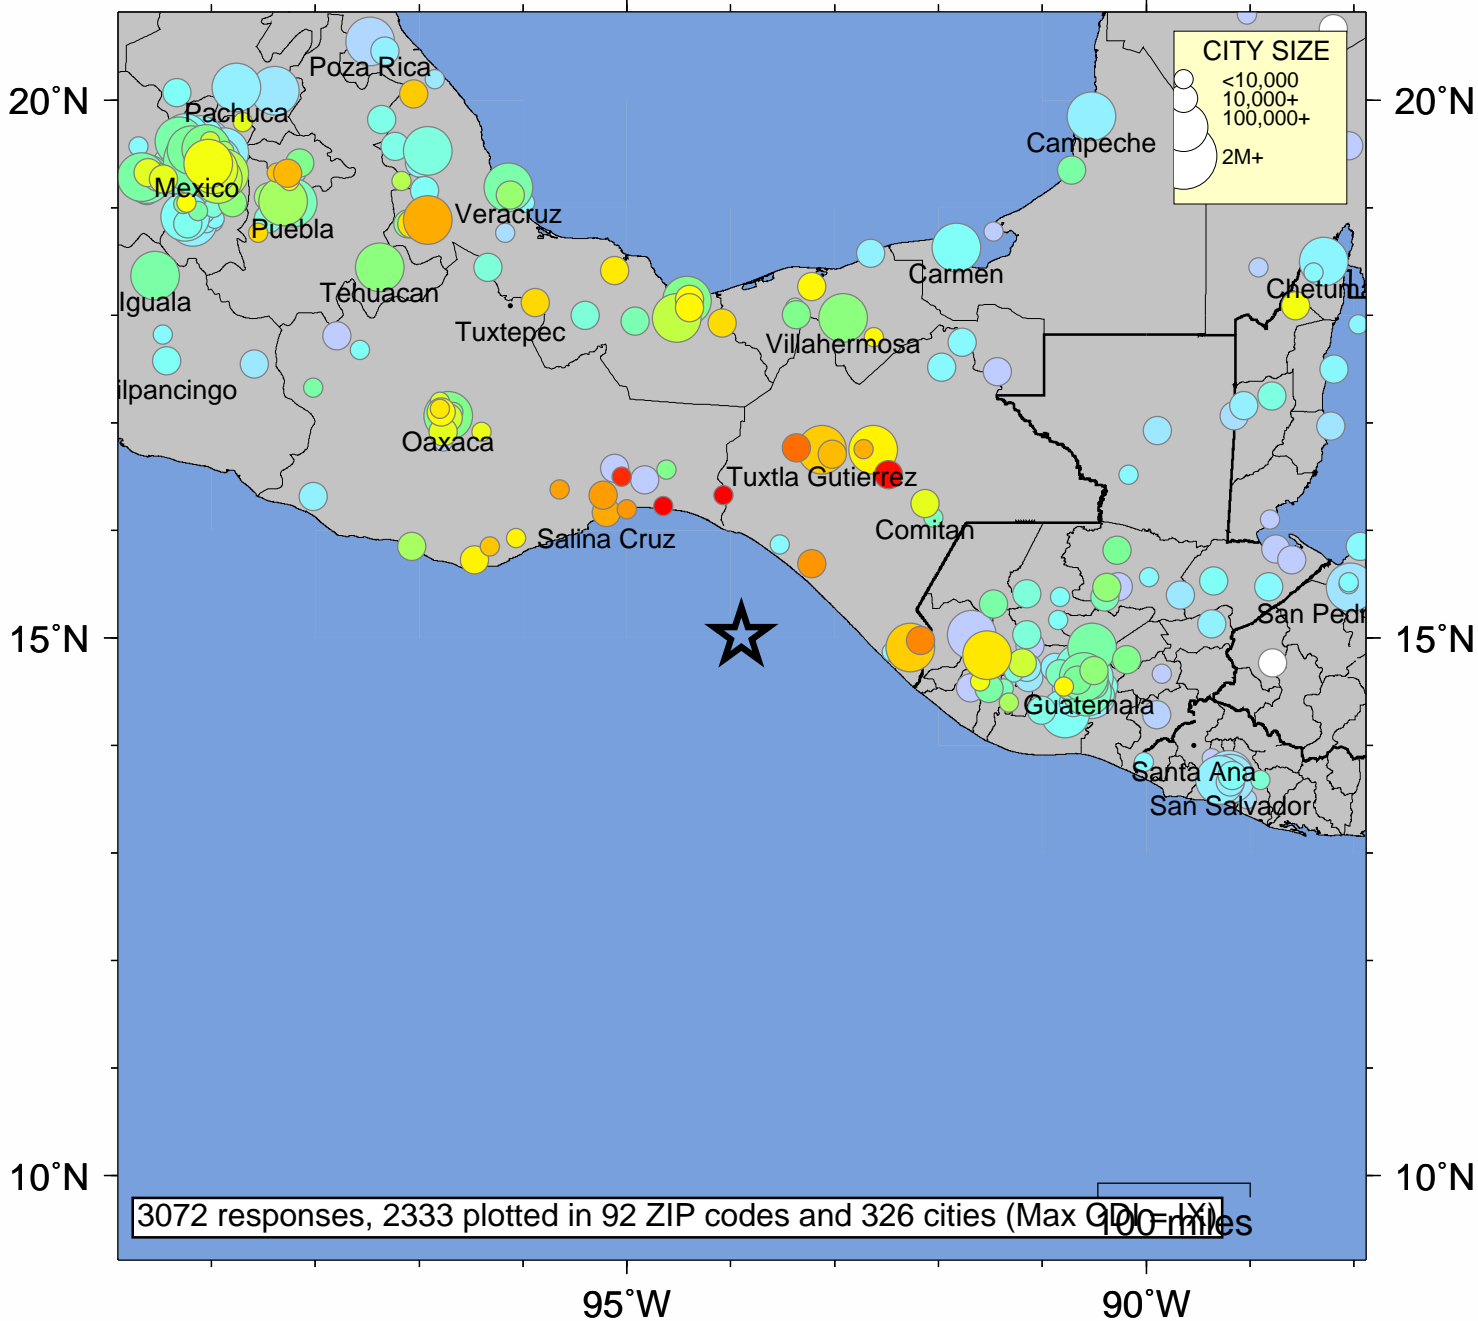 CITY SIZE
<10,000
10,000+
100,000+
2M+
20°N
20°N
Poza Rica
Pachuca
Campeche
Mexico
Veracruz
Puebla
Carmen
Iguala
Tehuacan
Chetuma
Tuxtepec
Villahermosa
ilpancingo
Oaxaca
Tuxtla Gutierrez
Salina Cruz
Comitan
San Pedr
15°N
15°N
Guatemala
Santa Ana
San Salvador
10°N
10°N
3072 responses, 2333 plotted in 92 ZIP codes and 326 cities (Max CDI = IX)
100 miles
95°W
90°W